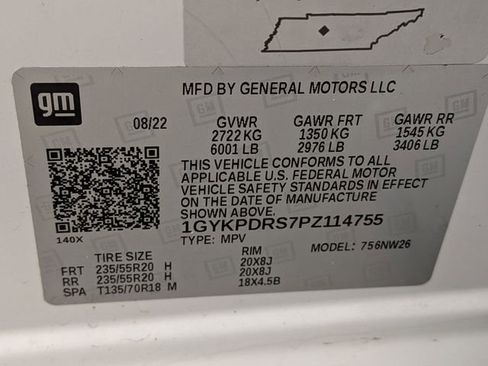 gm
MFD BY GENERAL MOTORS LLC
08/22 GVWR GAWR FRT GAWR RR
2722 KG 1350 KG 1545 KG
6001 LB 2976 LB 3406 LB
THIS VEHICLE CONFORMS TO ALL
APPLICABLE U.S. FEDERAL MOTOR
VEHICLE SAFETY STANDARDS IN EFFECT
ON THE DATE OF MANUFACTURE
SHOWN ABOVE.
1GYKPDRS7PZ114755
140X TYPE: MPV MODEL: 756NW26
TIRE SIZE RIM
FRT 235/55R20 H 20X8J
RR 235/55R20 H 20X8J
SPA T135/70R18 M 18X4.5B